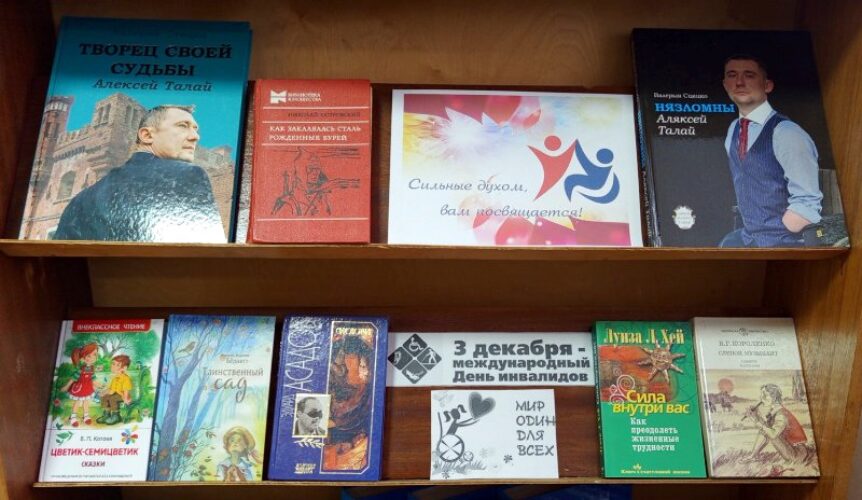 ТВОРЕЦ СВОЕЙ
СУДЬБЫ
Алексей Талай
БИБЛИОТЕКА
ЮНОШЕСТВА
НИКОЛАЙ ОСТРОВСКИЙ
КАК ЗАКАЛЯЛАСЬ СТАЛЬ
РОЖДЕННЫЕ БУРЕЙ
Сильные духом,
вам посвящается!
НЯЗЛОМНЫ
Аляксей
Талай
ВНЕКЛАССНОЕ ЧТЕНИЕ
В. П. Катаев
ЦВЕТИК-СЕМИЦВЕТИК
СКАЗКИ
Таинственный
сад
АСАДОВ
3 декабря -
международный
День инвалидов
МИР
ОДИН
ДЛЯ
ВСЕХ
Луиза Л. Хей
Сила
внутри вас
Как
преодолеть
жизненные
трудности
В.Г. КОРОЛЕНКО
СЛЕПОЙ МУЗЫКАНТ